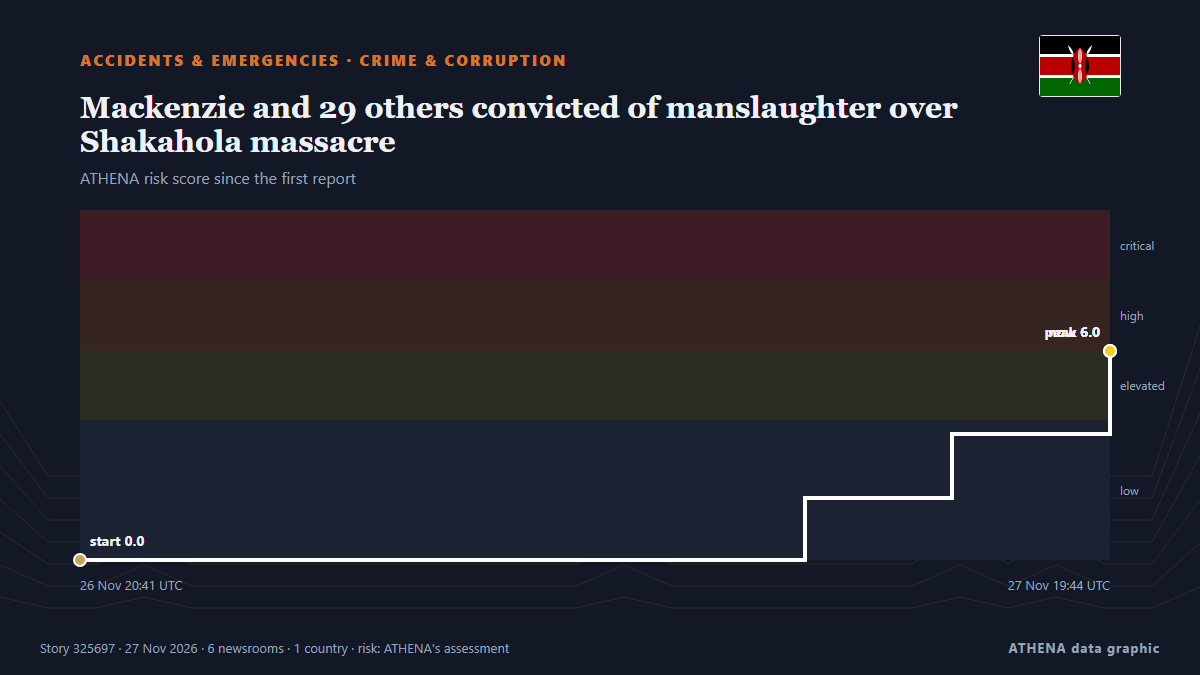 ACCIDENTS & EMERGENCIES · CRIME & CORRUPTION
Mackenzie and 29 others convicted of manslaughter over
Shakahola massacre
ATHENA risk score since the first report
critical
high
6.0
elevated
low
start 0.0
26 Nov 20:41 UTC
27 Nov 19:44 UTC
Story 325697 · 27 Nov 2026 · 6 newsrooms · 1 country · risk: ATHENA's assessment
ATHENA data graphic